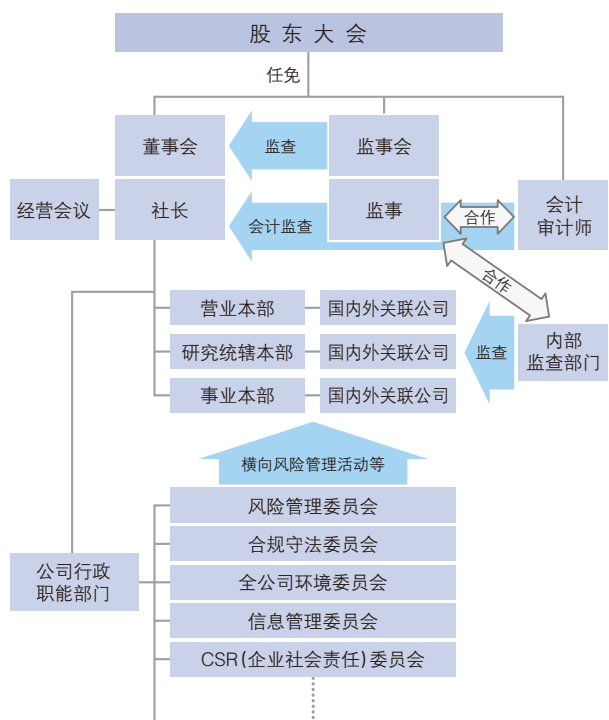 股东大会
任免
董事会
监查
监事会
经营会议
社长
会计监查
监事
合作
会计
审计师
合作
营业本部
国内外关联公司
研究统辖本部
国内外关联公司
监查
内部
监查部门
事业本部
国内外关联公司
横向风险管理活动等
风险管理委员会
合规守法委员会
公司行政
职能部门
全公司环境委员会
信息管理委员会
CSR(企业社会责任)委员会